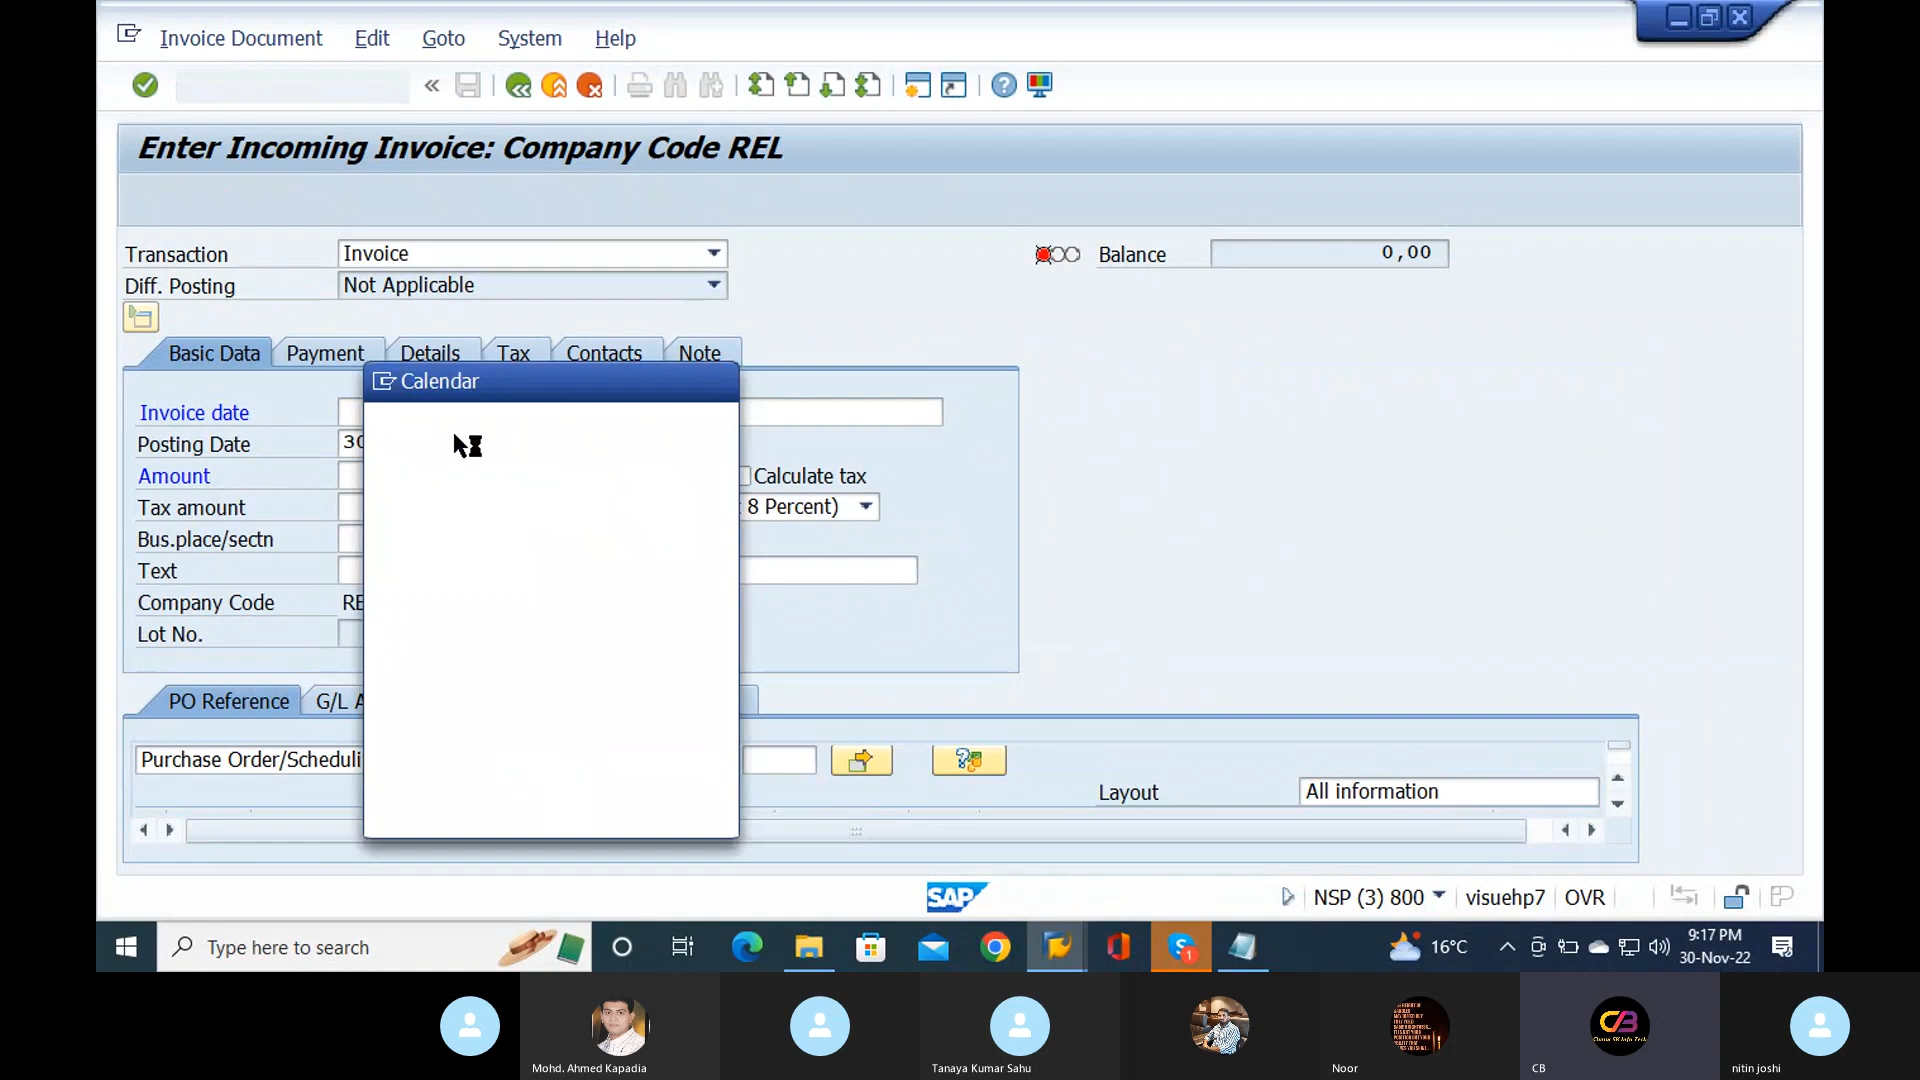 Invoice Document Edit Goto System Help
Enter Incoming Invoice: Company Code REL
Transaction Invoice Balance 0,00
Diff. Posting Not Applicable
Basic Data Payment Details Tax Contacts Note
Calendar
Invoice date
Posting Date 30
Amount Calculate tax
Tax amount 8 Percent)
Bus.place/sectn
Text
Company Code RE
Lot No.
PO Reference G/L A
Purchase Order/Scheduli
Layout All information
SAP NSP (3) 800 visuehp7 OVR
Type here to search 16°C 9:17 PM
30-Nov-22
CB
Mohd. Ahmed Kapadia Tanaya Kumar Sahu Noor CB nitin joshi